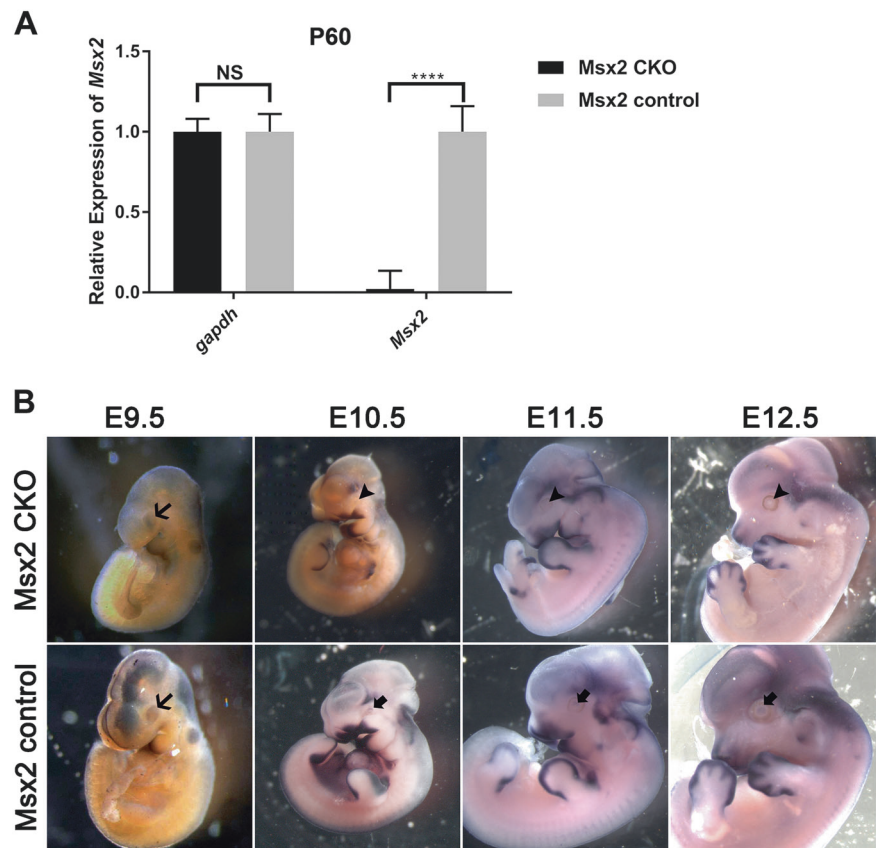 A
P60
Relative Expression of Msx2
1.5
1.0
0.5
0.0
NS
****
gapdh
Msx2
Msx2 CKO
Msx2 control
B
E9.5
E10.5
E11.5
E12.5
Msx2 CKO
Msx2 control